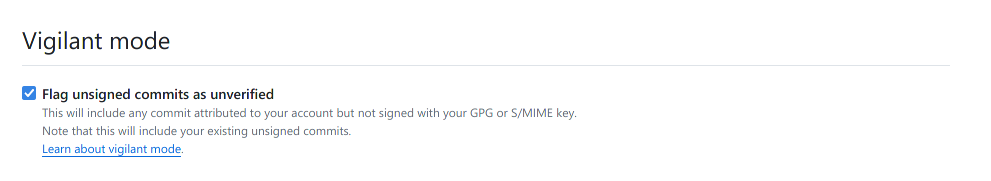 Vigilant mode
Flag unsigned commits as unverified
This will include any commit attributed to your account but not signed with your GPG or S/MIME key.
Note that this will include your existing unsigned commits.
Learn about vigilant mode.